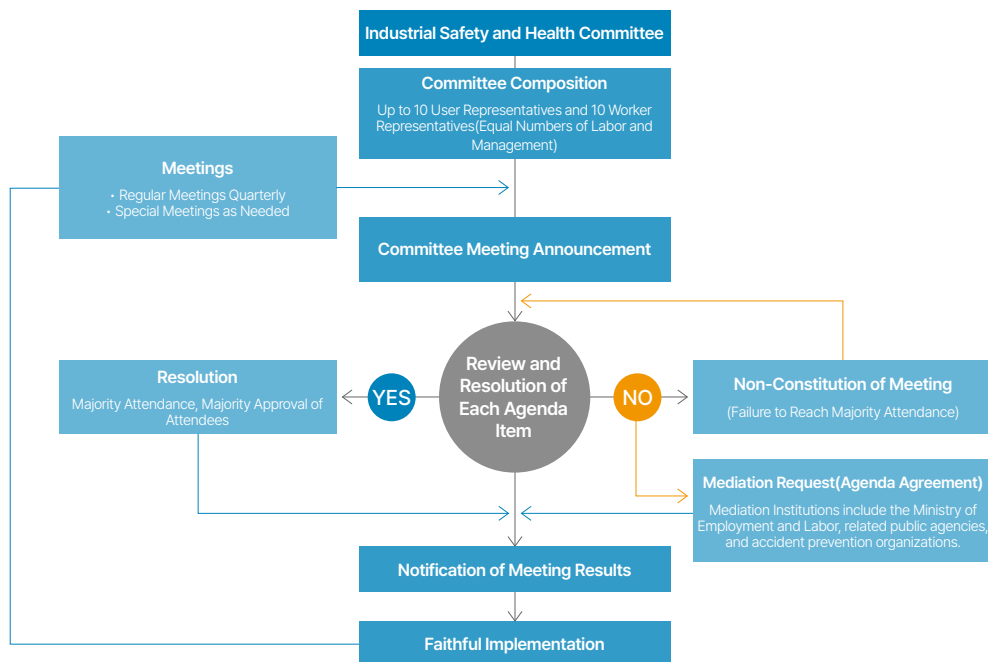 Industrial Safety and Health Committee
Committee Composition
Up to 10 User Representatives and 10 Worker
Representatives(Equal Numbers of Labor and
Management)
Meetings
• Regular Meetings Quarterly
• Special Meetings as Needed
Committee Meeting Announcement
Review and
Resolution of
Each Agenda
Item
YES
NO
Resolution
Majority Attendance, Majority Approval of
Attendees
Non-Constitution of Meeting
(Failure to Reach Majority Attendance)
Mediation Request(Agenda Agreement)
Mediation Institutions include the Ministry of
Employment and Labor, related public agencies,
and accident prevention organizations.
Notification of Meeting Results
Faithful Implementation